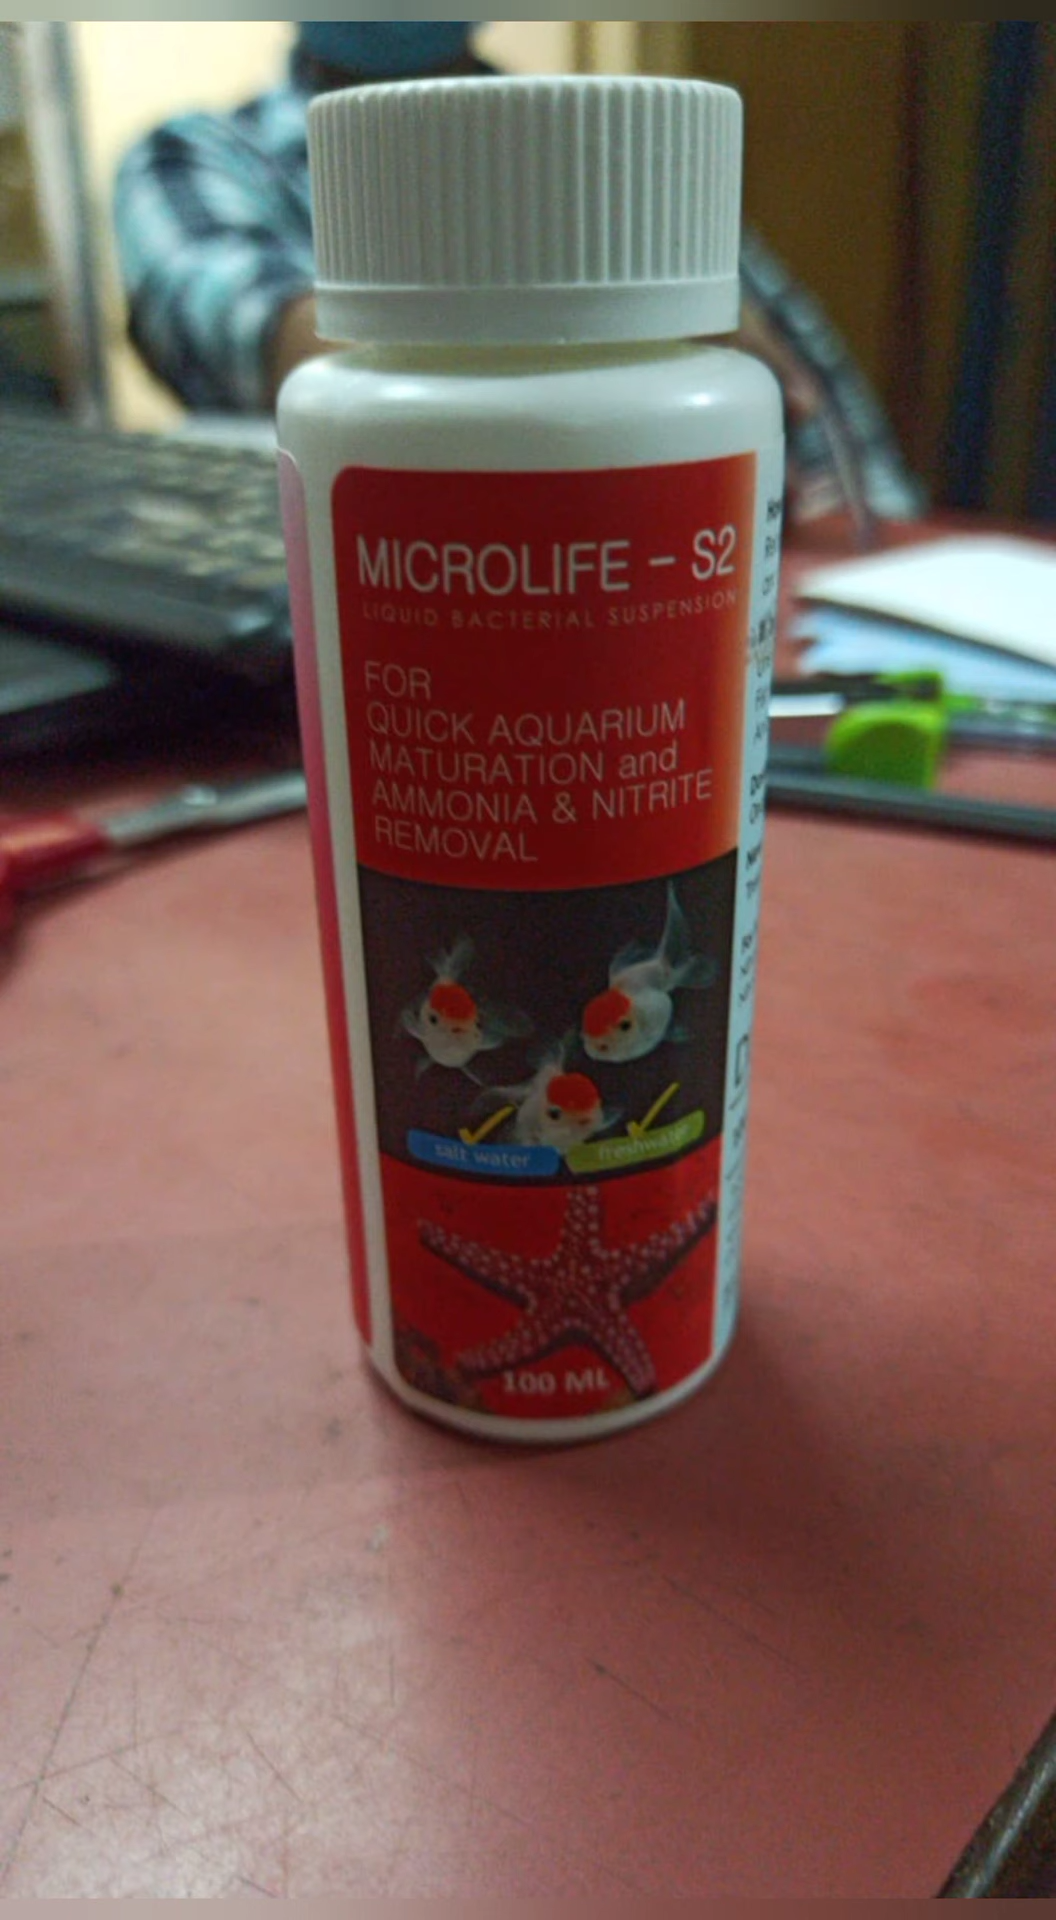 MICROLIFE - S2
LIQUID BACTERIAL SUSPENSION
FOR
QUICK AQUARIUM
MATURATION and
AMMONIA & NITRITE
REMOVAL
salt water
freshwater
100 ML